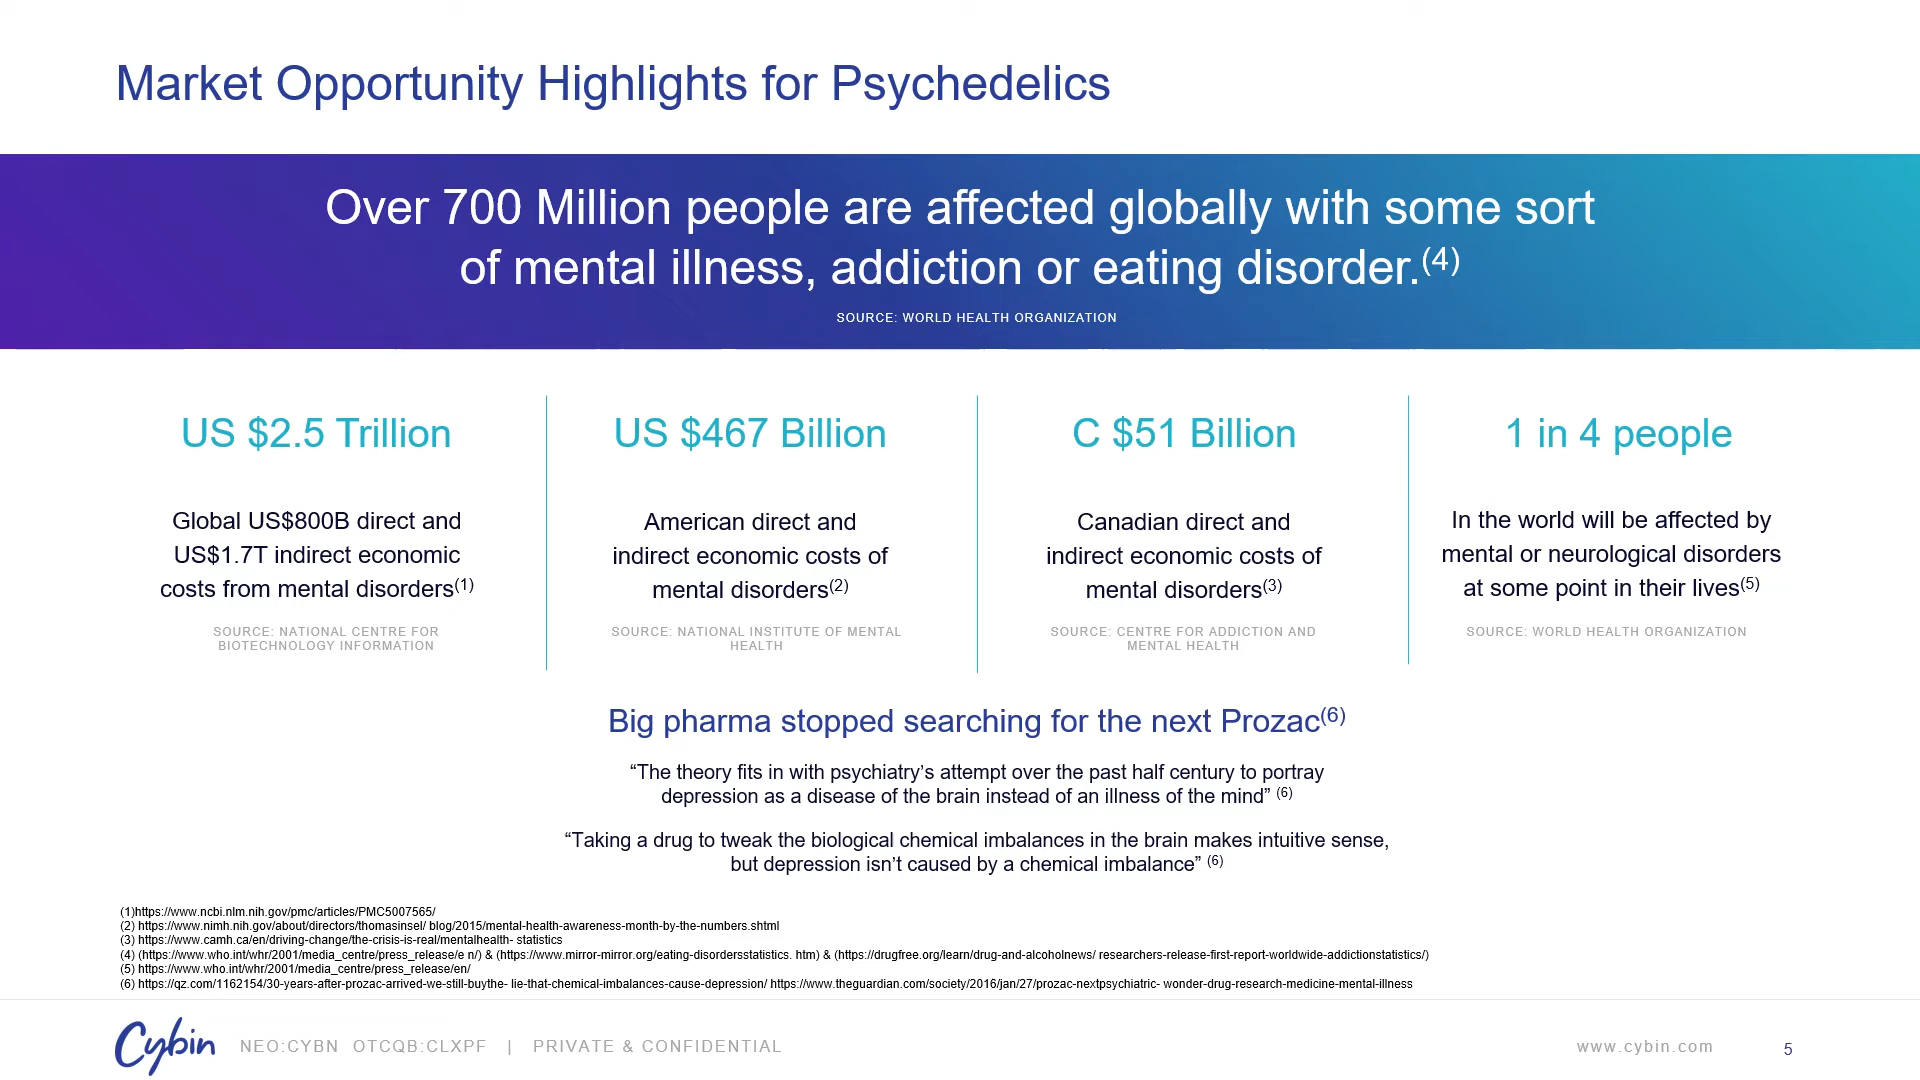 Market Opportunity Highlights for Psychedelics
Over 700 Million people are affected globally with some sort
of mental illness, addiction or eating disorder.(4)
SOURCE: WORLD HEALTH ORGANIZATION
US $2.5 Trillion
Global US$800B direct and
US$1.7T indirect economic
costs from mental disorders(1)
SOURCE: NATIONAL CENTRE FOR
BIOTECHNOLOGY INFORMATION
US $467 Billion
American direct and
indirect economic costs of
mental disorders(2)
SOURCE: NATIONAL INSTITUTE OF MENTAL
HEALTH
C $51 Billion
Canadian direct and
indirect economic costs of
mental disorders(3)
SOURCE: CENTRE FOR ADDICTION AND
MENTAL HEALTH
1 in 4 people
In the world will be affected by
mental or neurological disorders
at some point in their lives(5)
SOURCE: WORLD HEALTH ORGANIZATION
Big pharma stopped searching for the next Prozac(6)
“The theory fits in with psychiatry’s attempt over the past half century to portray
depression as a disease of the brain instead of an illness of the mind” (6)
“Taking a drug to tweak the biological chemical imbalances in the brain makes intuitive sense,
but depression isn’t caused by a chemical imbalance” (6)
(1)https://www.ncbi.nlm.nih.gov/pmc/articles/PMC5007565/
(2) https://www.nimh.nih.gov/about/directors/thomasinsel/ blog/2015/mental-health-awareness-month-by-the-numbers.shtml
(3) https://www.camh.ca/en/driving-change/the-crisis-is-real/mentalhealth- statistics
(4) (https://www.who.int/whr/2001/media_centre/press_release/e n/) & (https://www.mirror-mirror.org/eating-disordersstatistics. htm) & (https://drugfree.org/learn/drug-and-alcoholnews/ researchers-release-first-report-worldwide-addictionstatistics/)
(5) https://www.who.int/whr/2001/media_centre/press_release/en/
(6) https://qz.com/1162154/30-years-after-prozac-arrived-we-still-buythe- lie-that-chemical-imbalances-cause-depression/ https://www.theguardian.com/society/2016/jan/27/prozac-nextpsychiatric- wonder-drug-research-medicine-mental-illness
Cybin NEO:CYBN OTCQB:CLXPF | PRIVATE & CONFIDENTIAL www.cybin.com 5